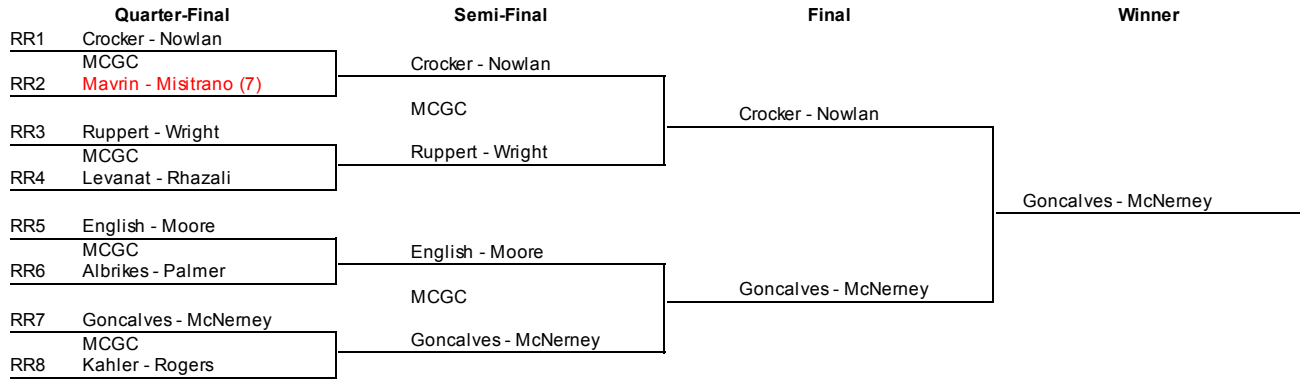 Quarter-Final Semi-Final Final Winner
RR1 Crocker - Nowlan
MCGC
RR2 Mavrin - Misitrano (7)
Crocker - Nowlan
MCGC
RR3 Ruppert - Wright
MCGC
RR4 Levanat - Rhazali
Ruppert - Wright
Crocker - Nowlan
RR5 English - Moore
MCGC
RR6 Albrikes - Palmer
English - Moore
MCGC
RR7 Goncalves - McNerney
MCGC
RR8 Kahler - Rogers
Goncalves - McNerney
Goncalves - McNerney
Goncalves - McNerney